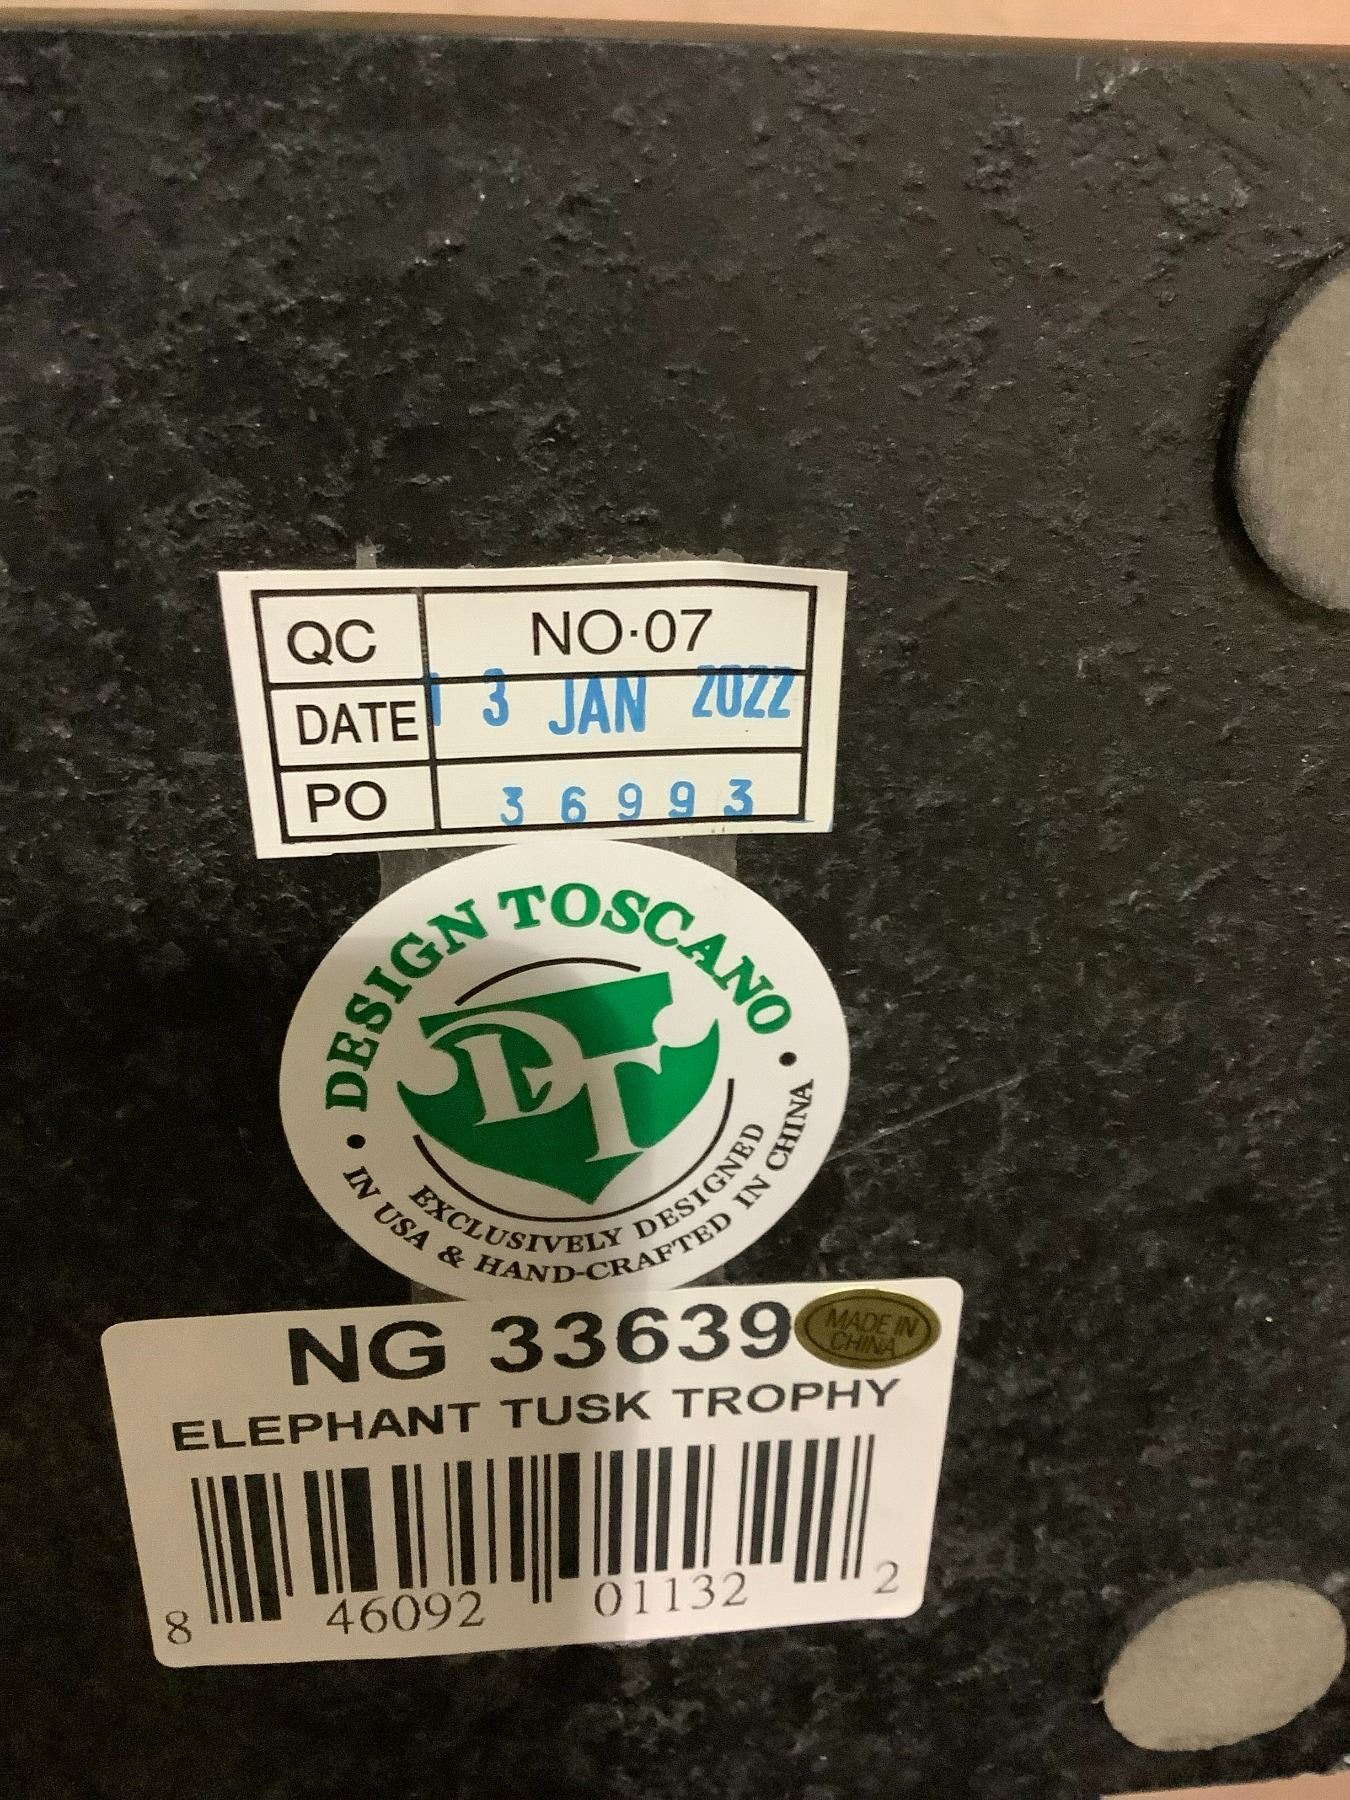 QC NO·07
DATE 13 JAN 2022
PO 36993
DESIGN TOSCANO
EXCLUSIVELY DESIGNED
• IN USA & HAND-CRAFTED IN CHINA •
DT
NG 33639
MADE IN
CHINA
ELEPHANT TUSK TROPHY
8 46092 01132 2